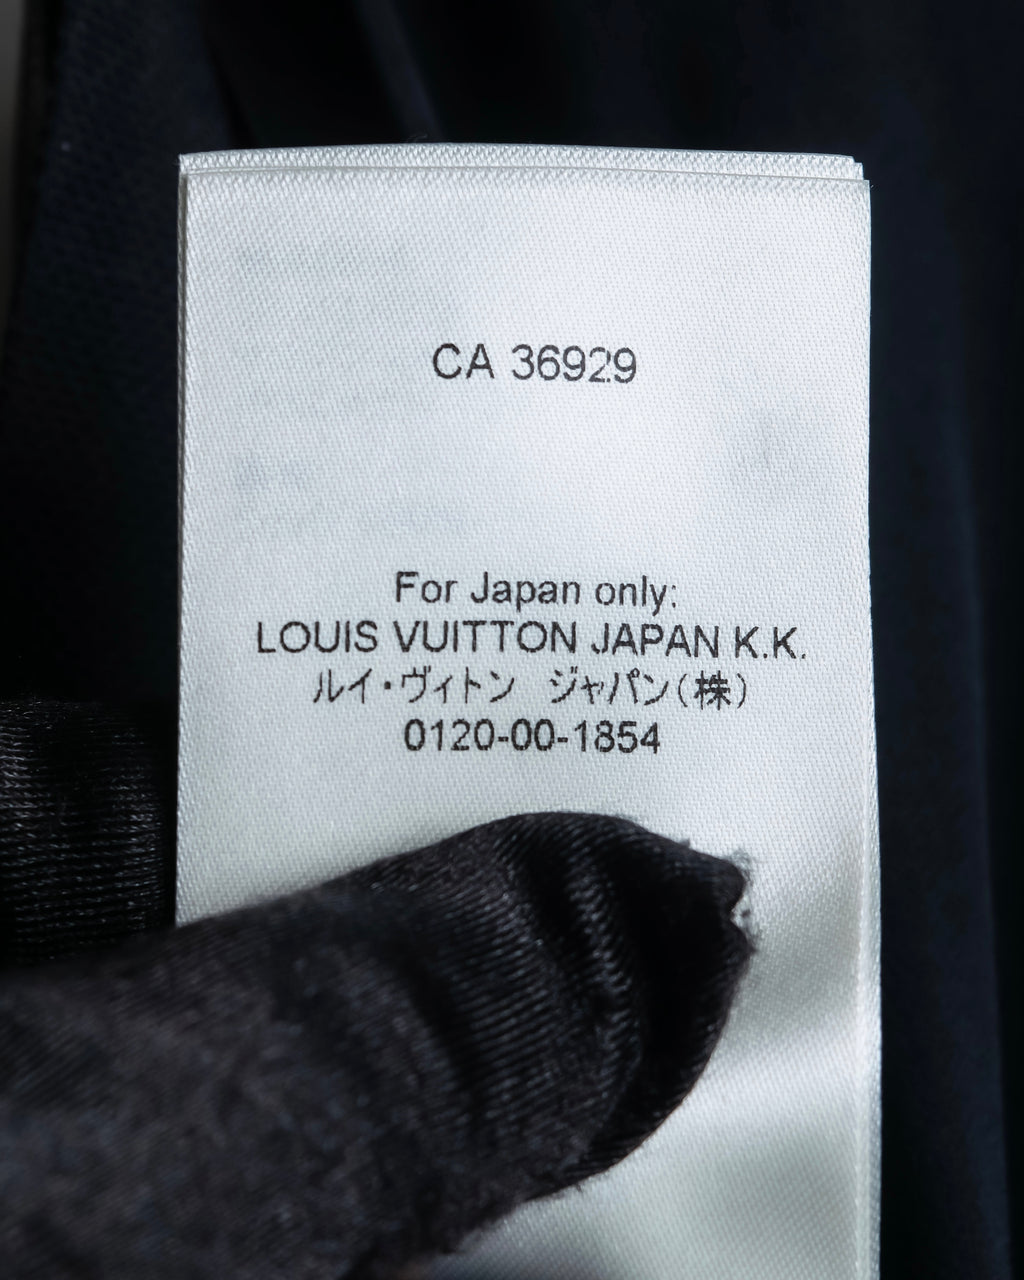 CA 36929
For Japan only:
LOUIS VUITTON JAPAN K.K.
ルイ・ヴィトン ジャパン(株)
0120-00-1854